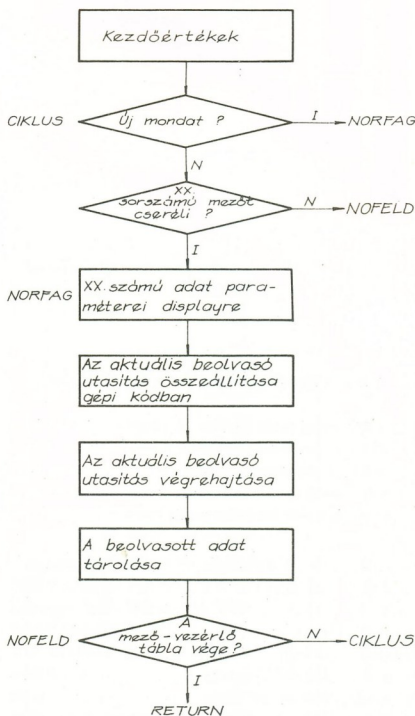 Kezdőértékek
CIKLUS
Új mondat ?
I
NORFAG
N
XX.
sorszámú mezőt
cseréli ?
N
NOFELD
I
NORFAG
XX. számú adat para-
méterei displayre
Az aktuális beolvasó
utasítás összeállítása
gépi kódban
Az aktuális beolvasó
utasítás végrehajtása
A beolvasott adat
tárolása
NOFELD
A
mező-vezérlő
tábla vége?
N
CIKLUS
I
RETURN